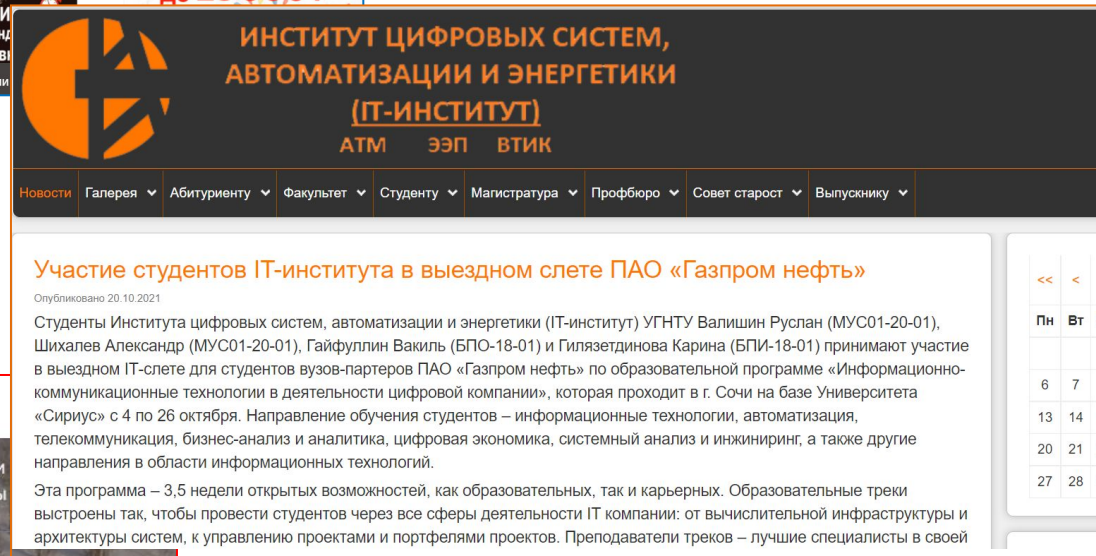 ИНСТИТУТ ЦИФРОВЫХ СИСТЕМ,
АВТОМАТИЗАЦИИ И ЭНЕРГЕТИКИ
(IT-ИНСТИТУТ)
АТМ ЭЭП ВТИК
Новости Галерея Абитуриенту Факультет Студенту Магистратура Профбюро Совет старост Выпускнику
Участие студентов IT-института в выездном слете ПАО «Газпром нефть»
Опубликовано 20.10.2021
Студенты Института цифровых систем, автоматизации и энергетики (IT-институт) УГНТУ Валишин Руслан (МУС01-20-01),
Шихалев Александр (МУС01-20-01), Гайфуллин Вакиль (БПО-18-01) и Гилязетдинова Карина (БПИ-18-01) принимают участие
в выездном IT-слете для студентов вузов-партеров ПАО «Газпром нефть» по образовательной программе «Информационно-
коммуникационные технологии в деятельности цифровой компании», которая проходит в г. Сочи на базе Университета
«Сириус» с 4 по 26 октября. Направление обучения студентов – информационные технологии, автоматизация,
телекоммуникация, бизнес-анализ и аналитика, цифровая экономика, системный анализ и инжиниринг, а также другие
направления в области информационных технологий.
Эта программа – 3,5 недели открытых возможностей, как образовательных, так и карьерных. Образовательные треки
выстроены так, чтобы провести студентов через все сферы деятельности IT компании: от вычислительной инфраструктуры и
архитектуры систем, к управлению проектами и портфелями проектов. Преподаватели треков – лучшие специалисты в своей
<< <
Пн Вт
6 7
13 14
20 21
27 28